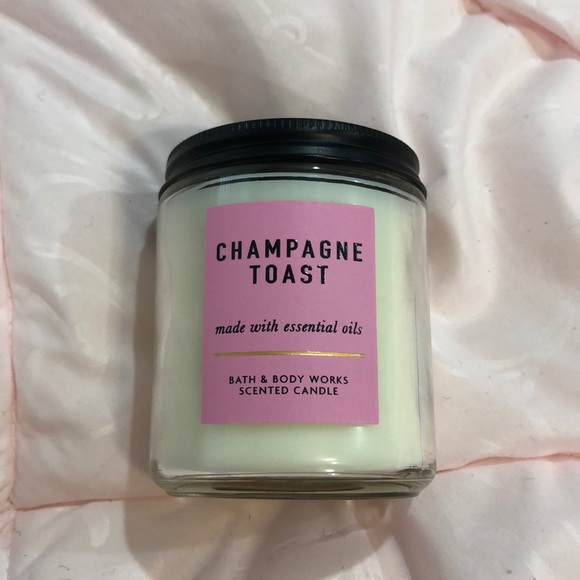 CHAMPAGNE
TOAST
made with essential oils
BATH & BODY WORKS
SCENTED CANDLE